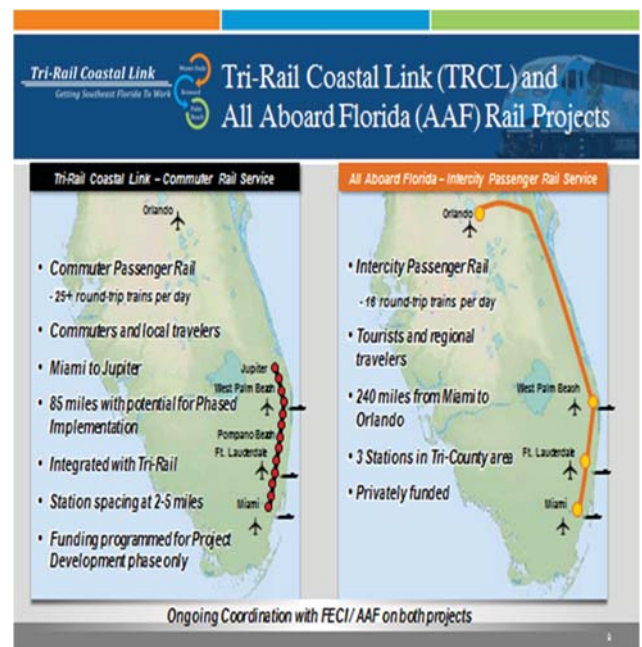 Tri-Rail Coastal Link
Getting Southeast Florida To Work
Miami-Dade
Broward
Palm
Beach
Tri-Rail Coastal Link (TRCL) and
All Aboard Florida (AAF) Rail Projects
Tri-Rail Coastal Link – Commuter Rail Service
Orlando
• Commuter Passenger Rail
- 25+ round-trip trains per day
• Commuters and local travelers
• Miami to Jupiter
Jupiter
West Palm Beach
• 85 miles with potential for Phased
Implementation
Pompano Beach
• Integrated with Tri-Rail
Ft. Lauderdale
• Station spacing at 2-5 miles
Miami
• Funding programmed for Project
Development phase only
All Aboard Florida – Intercity Passenger Rail Service
Orlando
• Intercity Passenger Rail
- 16 round-trip trains per day
• Tourists and regional
travelers
• 240 miles from Miami to
Orlando
West Palm Beach
• 3 Stations in Tri-County area
Ft. Lauderdale
• Privately funded
Miami
Ongoing Coordination with FECI/ AAF on both projects